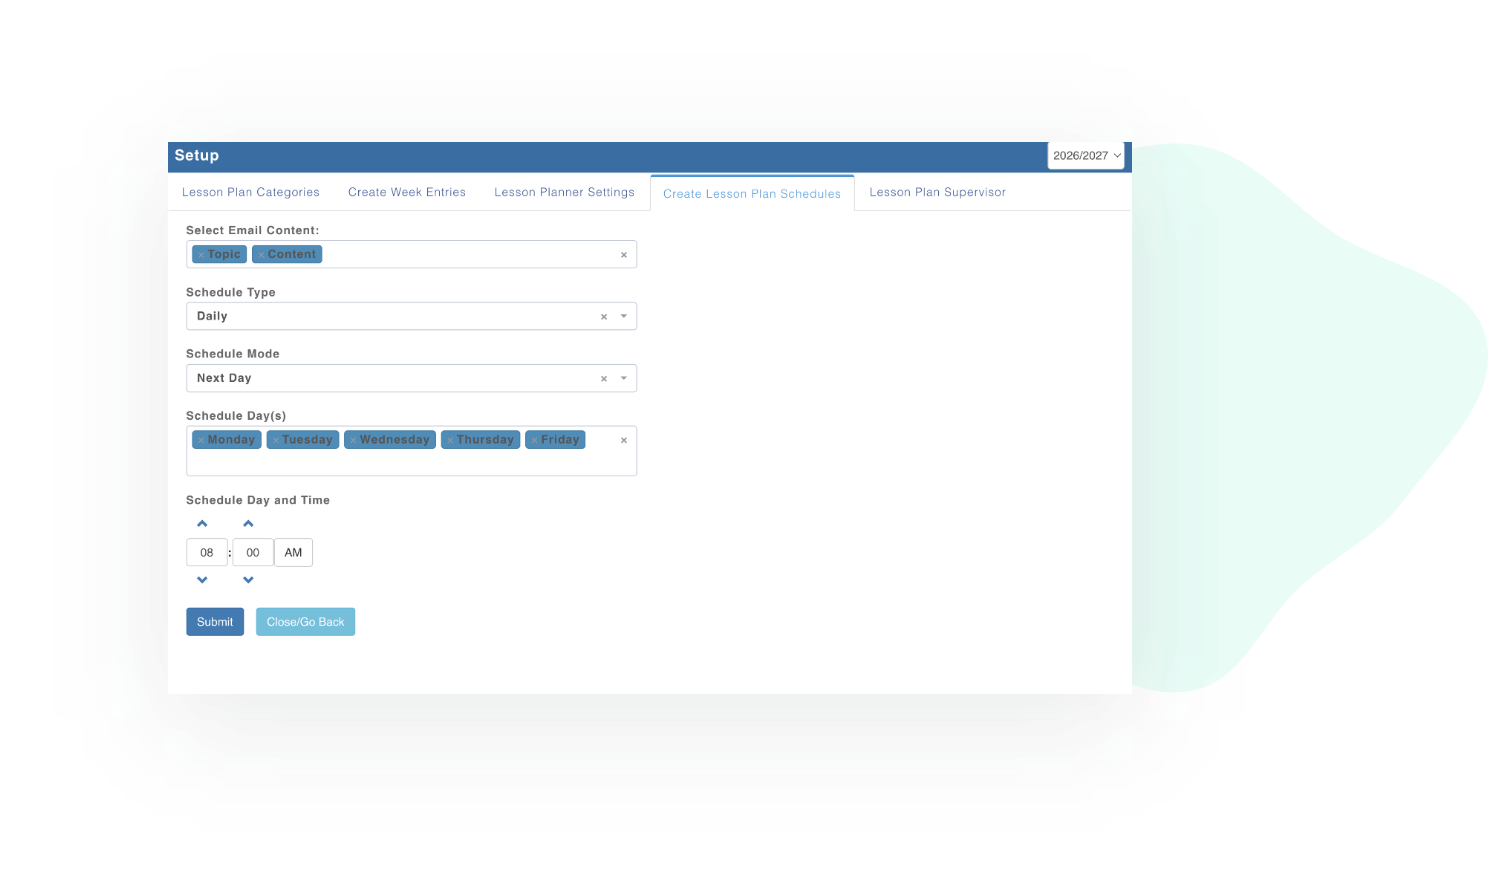 Setup
2026/2027
Lesson Plan Categories Create Week Entries Lesson Planner Settings Create Lesson Plan Schedules Lesson Plan Supervisor
Select Email Content:
× Topic × Content ×
Schedule Type
Daily ×
Schedule Mode
Next Day ×
Schedule Day(s)
× Monday × Tuesday × Wednesday × Thursday × Friday ×
Schedule Day and Time
08 : 00 AM
Submit Close/Go Back